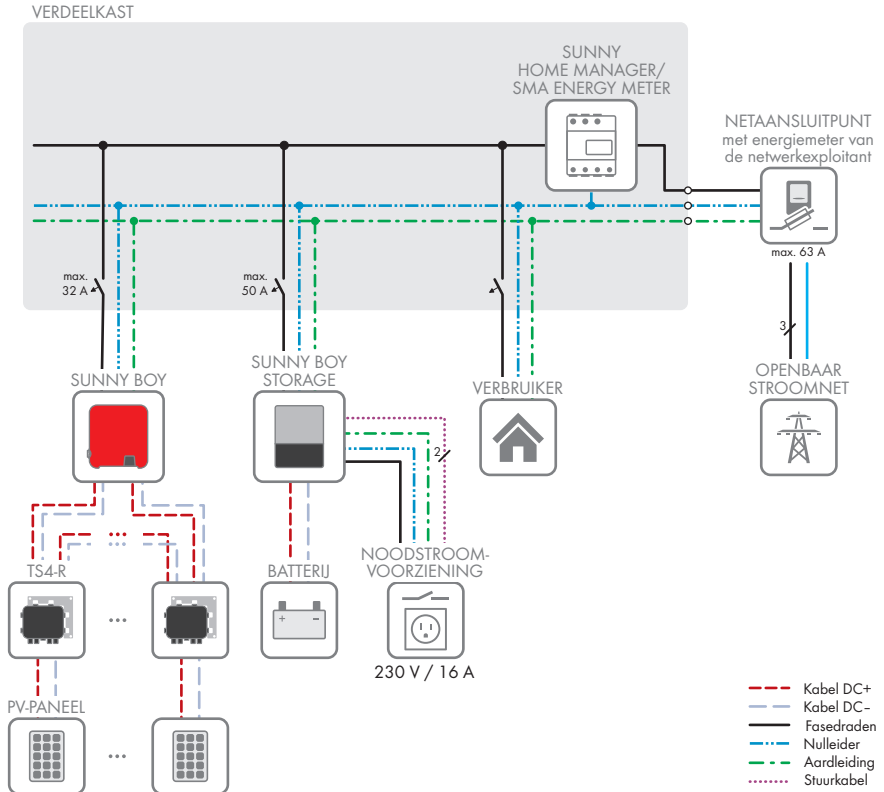 VERDEELKAST
SUNNY
HOME MANAGER/
SMA ENERGY METER
NETAANSLUITPUNT
met energiemeter van
de netwerkexploitant
max. 63 A
max.
32 A
max.
50 A
3
SUNNY BOY
SUNNY BOY
STORAGE
VERBRUIKER
OPENBAAR
STROOMNET
2
TS4-R
BATTERIJ
NOODSTROOM-
VOORZIENING
+ −
230 V / 16 A
PV-PANEEL
Kabel DC+
Kabel DC–
Fasedraden
Nulleider
Aardleiding
Stuurkabel